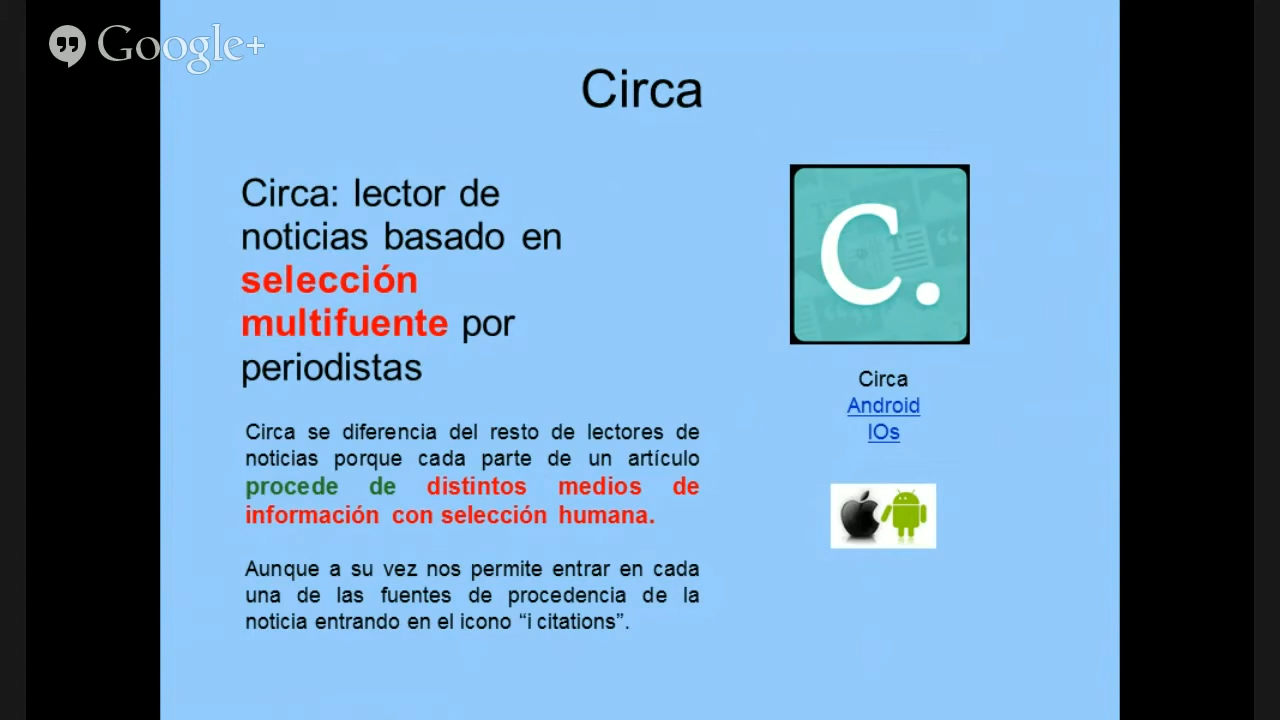 Google+
Circa
Circa: lector de
noticias basado en
selección
multifuente por
periodistas
Circa se diferencia del resto de lectores de
noticias porque cada parte de un artículo
procede de distintos medios de
información con selección humana.
Aunque a su vez nos permite entrar en cada
una de las fuentes de procedencia de la
noticia entrando en el icono “i citations”.
C.
Circa
Android
IOs